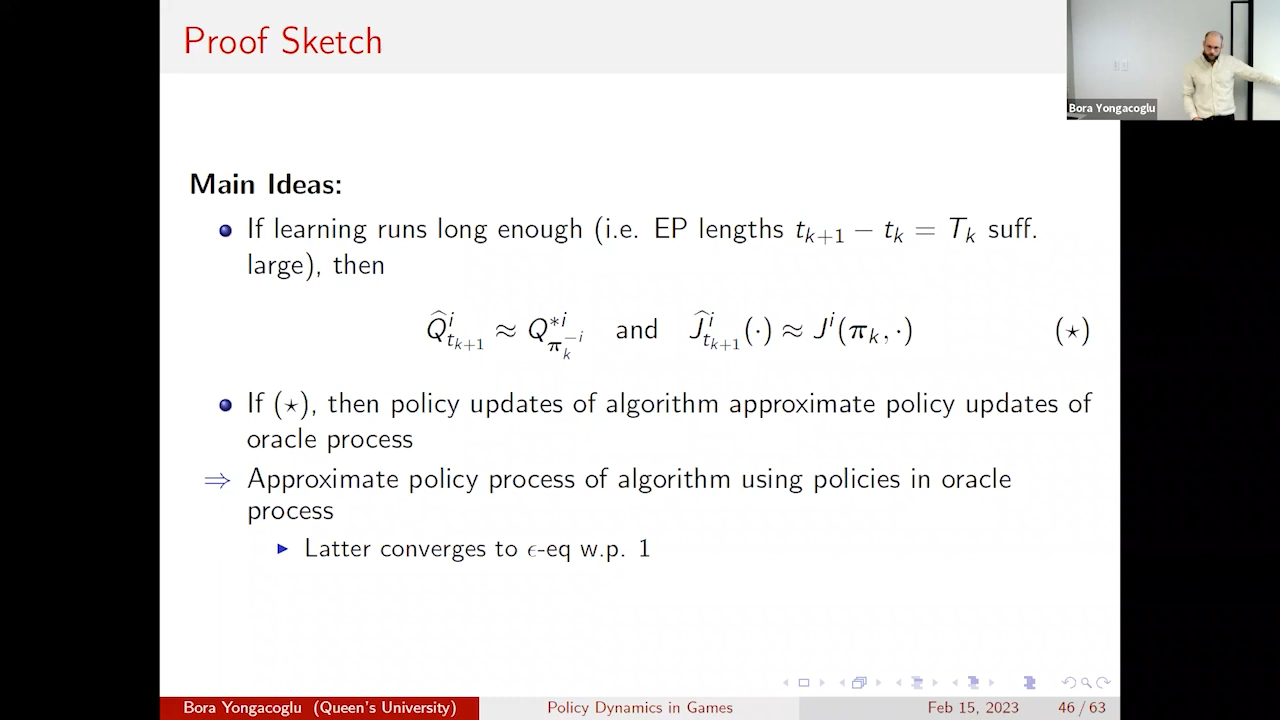 Proof Sketch
Bora Yongacoglu
Main Ideas:
If learning runs long enough (i.e. EP lengths t_{k+1} − t_k = T_k suff.
large), then
Q̂^i_{t_{k+1}} ≈ Q^{*i}_{π_k^{−i}} and Ĵ^i_{t_{k+1}}(·) ≈ J^i(π_k, ·) (⋆)
If (⋆), then policy updates of algorithm approximate policy updates of
oracle process
⇒ Approximate policy process of algorithm using policies in oracle
process
Latter converges to ϵ-eq w.p. 1
Bora Yongacoglu (Queen's University) Policy Dynamics in Games Feb 15, 2023 46 / 63